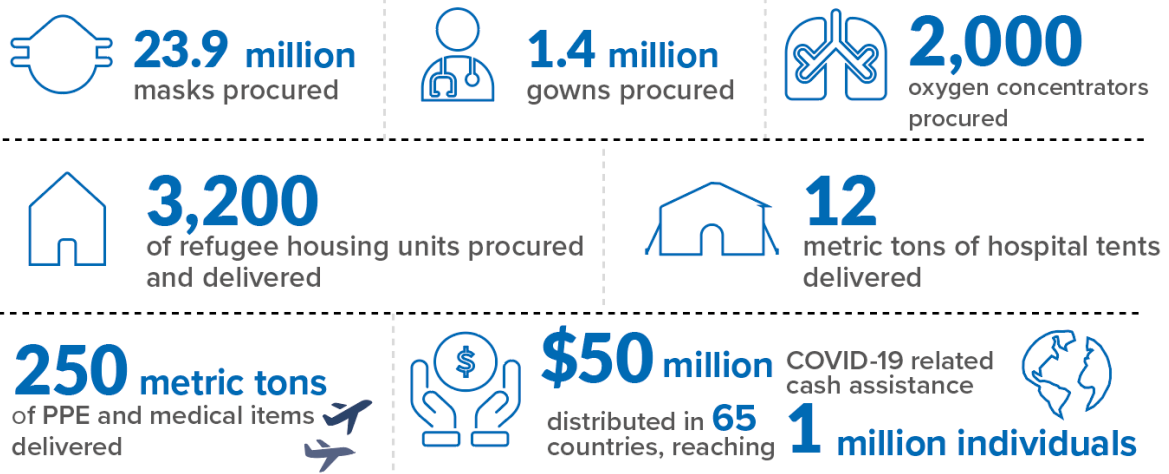 23.9 million
masks procured
1.4 million
gowns procured
2,000
oxygen concentrators
procured
3,200
of refugee housing units procured
and delivered
12
metric tons of hospital tents
delivered
250 metric tons
of PPE and medical items
delivered
$
$50 million
COVID-19 related
cash assistance
distributed in 65
countries, reaching
1 million individuals